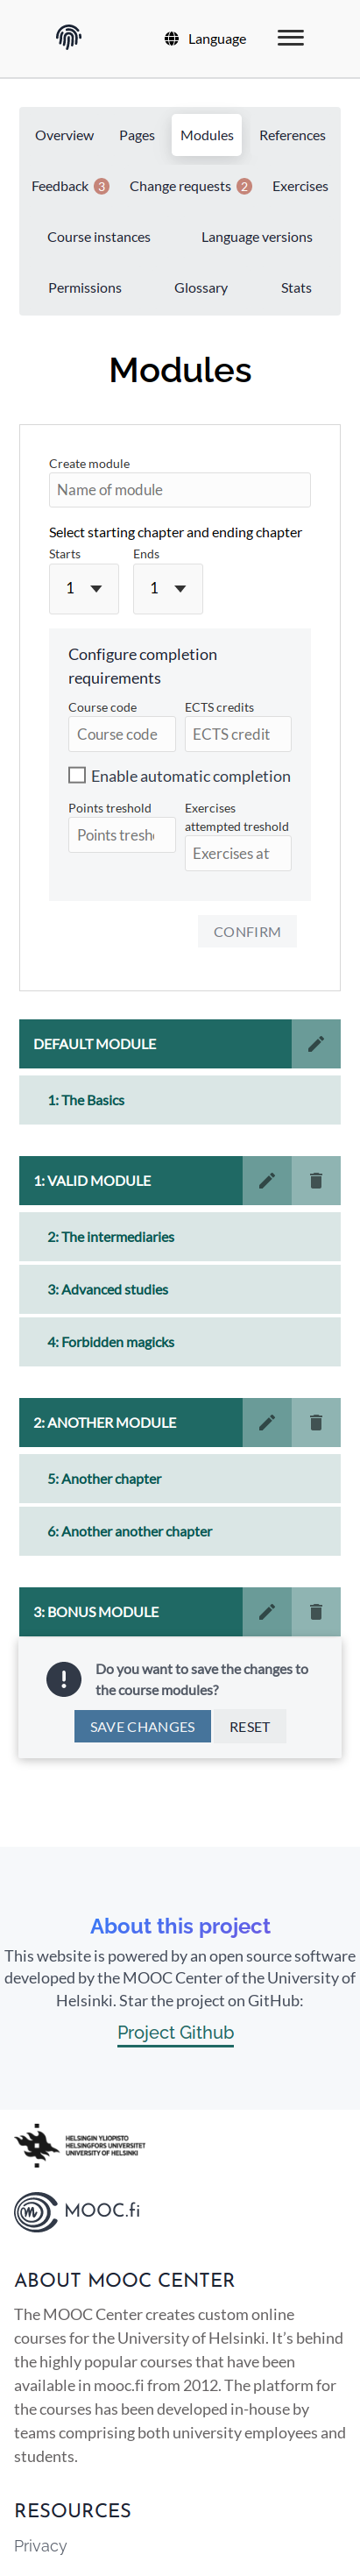 Language
Overview Pages Modules References
Feedback 3 Change requests 2 Exercises
Course instances Language versions
Permissions Glossary Stats
Modules
Create module
Name of module
Select starting chapter and ending chapter
Starts Ends
1 1
Configure completion
requirements
Course code ECTS credits
Course code ECTS credit
Enable automatic completion
Points treshold Exercises
attempted treshold
Points tresh
Exercises at
CONFIRM
DEFAULT MODULE
1: The Basics
1: VALID MODULE
2: The intermediaries
3: Advanced studies
4: Forbidden magicks
2: ANOTHER MODULE
5: Another chapter
6: Another another chapter
3: BONUS MODULE
Do you want to save the changes to
the course modules?
SAVE CHANGES RESET
About this project
This website is powered by an open source software
developed by the MOOC Center of the University of
Helsinki. Star the project on GitHub:
Project Github
HELSINGIN YLIOPISTO
HELSINGFORS UNIVERSITET
UNIVERSITY OF HELSINKI
MOOC.fi
ABOUT MOOC CENTER
The MOOC Center creates custom online
courses for the University of Helsinki. It’s behind
the highly popular courses that have been
available in mooc.fi from 2012. The platform for
the courses has been developed in-house by
teams comprising both university employees and
students.
RESOURCES
Privacy